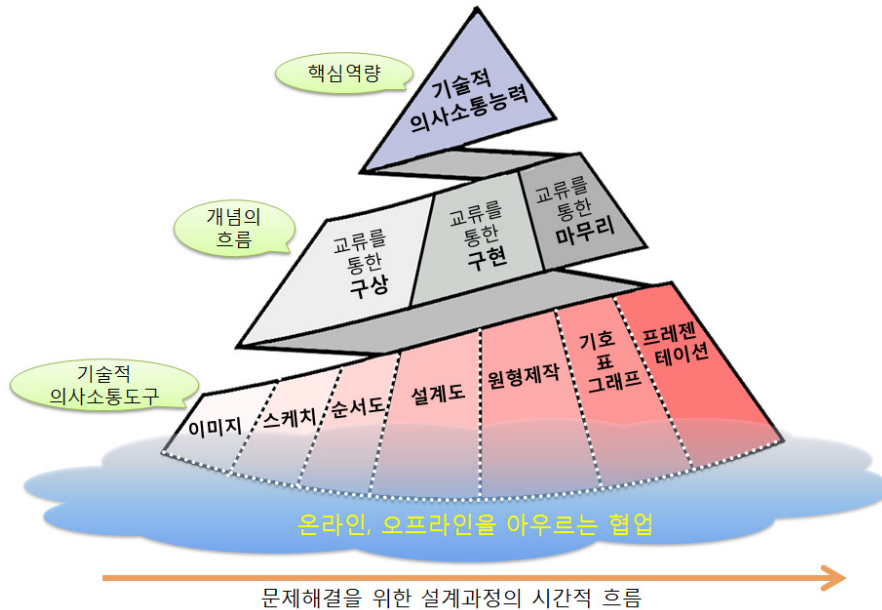 핵심역량
기술적
의사소통능력
개념의
흐름
교류를
통한
구상
교류를
통한
구현
교류를
통한
마무리
기술적
의사소통도구
이미지
스케치
순서도
설계도
원형제작
기호
표
그래프
프레젠
테이션
온라인, 오프라인을 아우르는 협업
문제해결을 위한 설계과정의 시간적 흐름